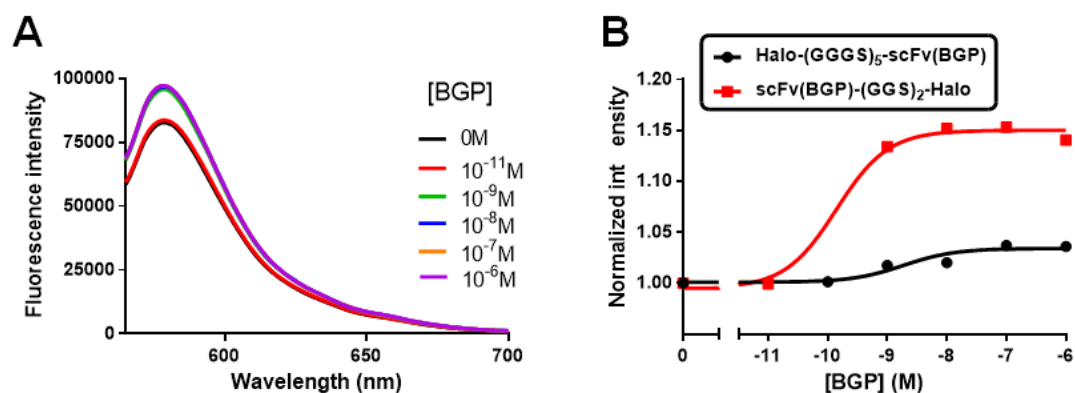 A
Fluorescence intensity
100000
75000
50000
25000
0
600
650
700
Wavelength (nm)
[BGP]
0M
10⁻¹¹M
10⁻⁹M
10⁻⁸M
10⁻⁷M
10⁻⁶M
B
Halo-(GGGS)₅-scFv(BGP)
scFv(BGP)-(GGS)₂-Halo
Normalized int ensity
1.20
1.15
1.10
1.05
1.00
0
-11
-10
-9
-8
-7
-6
[BGP] (M)